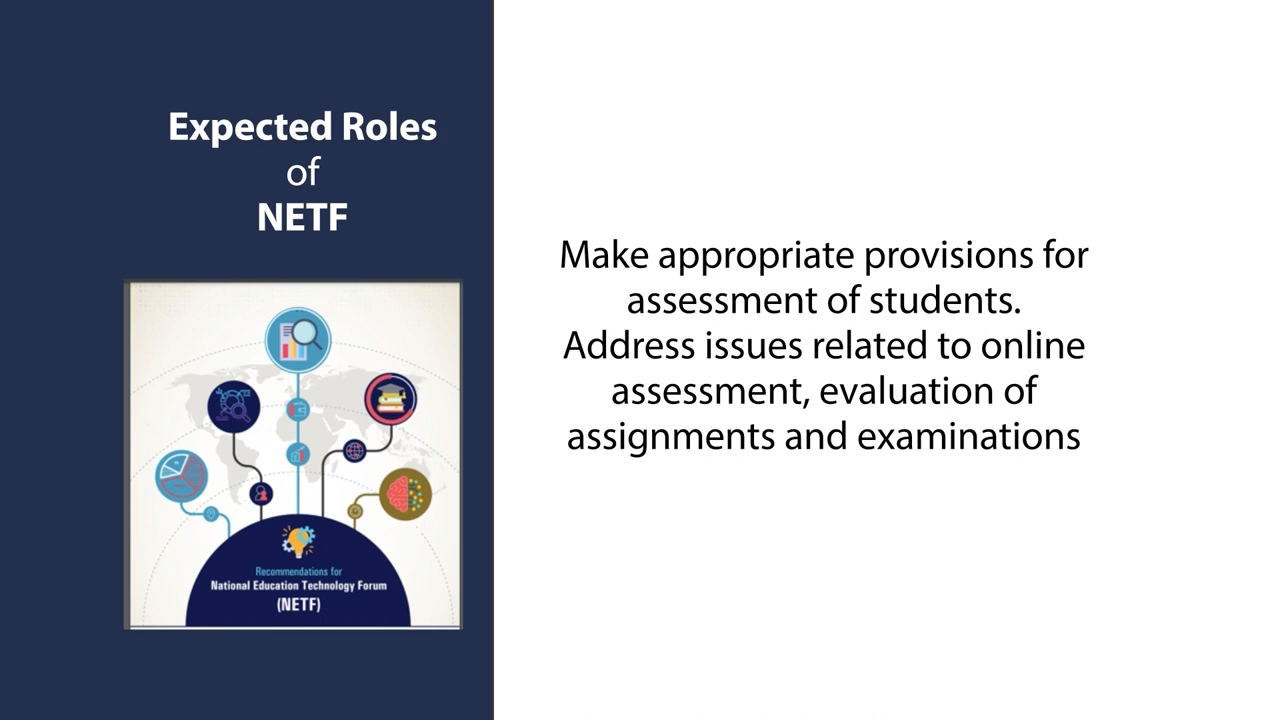 Expected Roles
of
NETF
Recommendations for
National Education Technology Forum
(NETF)
Make appropriate provisions for
assessment of students.
Address issues related to online
assessment, evaluation of
assignments and examinations